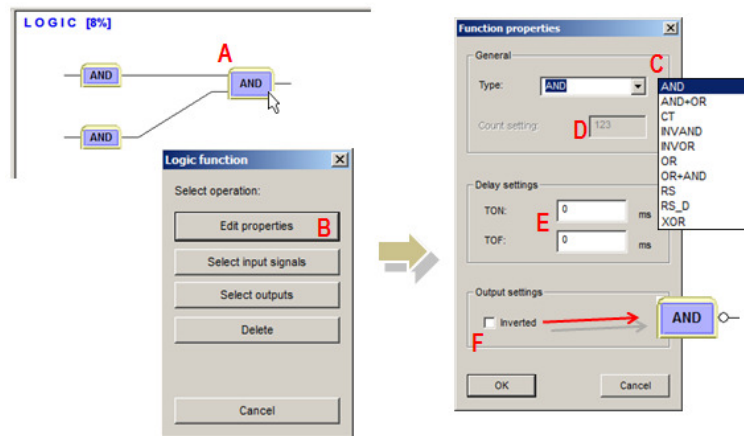 LOGIC [8%]
A
AND
AND
AND
Logic function
Select operation:
Edit properties
B
Select input signals
Select outputs
Delete
Cancel
Function properties
General
C
Type:
AND
AND
AND+OR
CT
INVAND
INVOR
OR
OR+AND
RS
RS_D
XOR
Count setting:
D
123
Delay settings
TON:
0
ms
E
TOF:
0
ms
Output settings
Inverted
F
AND
OK
Cancel